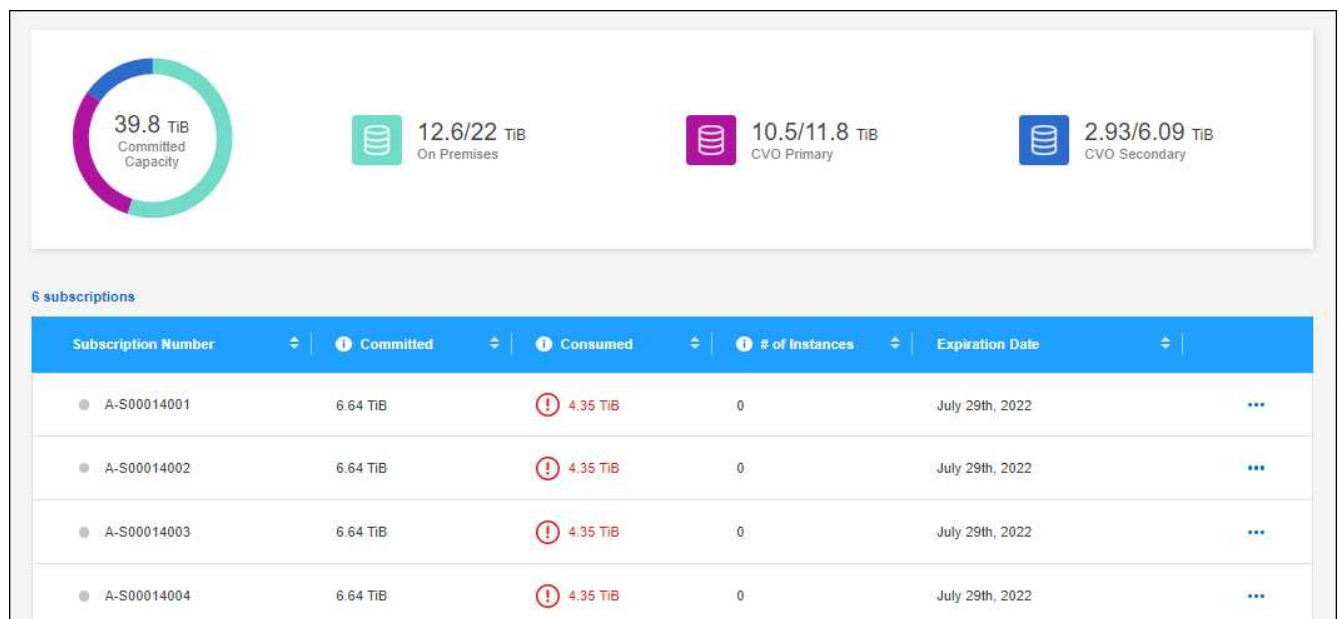 39.8 TiB
Committed
Capacity
12.6/22 TiB
On Premises
10.5/11.8 TiB
CVO Primary
2.93/6.09 TiB
CVO Secondary
6 subscriptions
Subscription Number Committed Consumed # of Instances Expiration Date
A-S00014001 6.64 TiB 4.35 TiB 0 July 29th, 2022
A-S00014002 6.64 TiB 4.35 TiB 0 July 29th, 2022
A-S00014003 6.64 TiB 4.35 TiB 0 July 29th, 2022
A-S00014004 6.64 TiB 4.35 TiB 0 July 29th, 2022